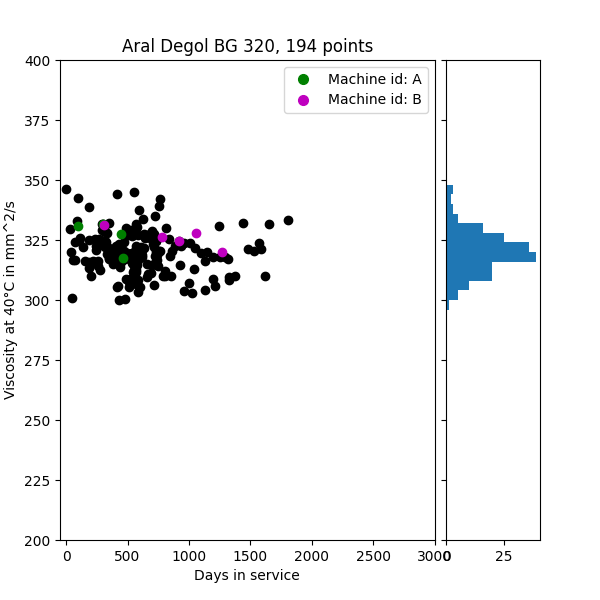 Aral Degol BG 320, 194 points
Machine id: A
Machine id: B
Viscosity at 40°C in mm^2/s
400
375
350
325
300
275
250
225
200
0 500 1000 1500 2000 2500 3000
0 25
Days in service